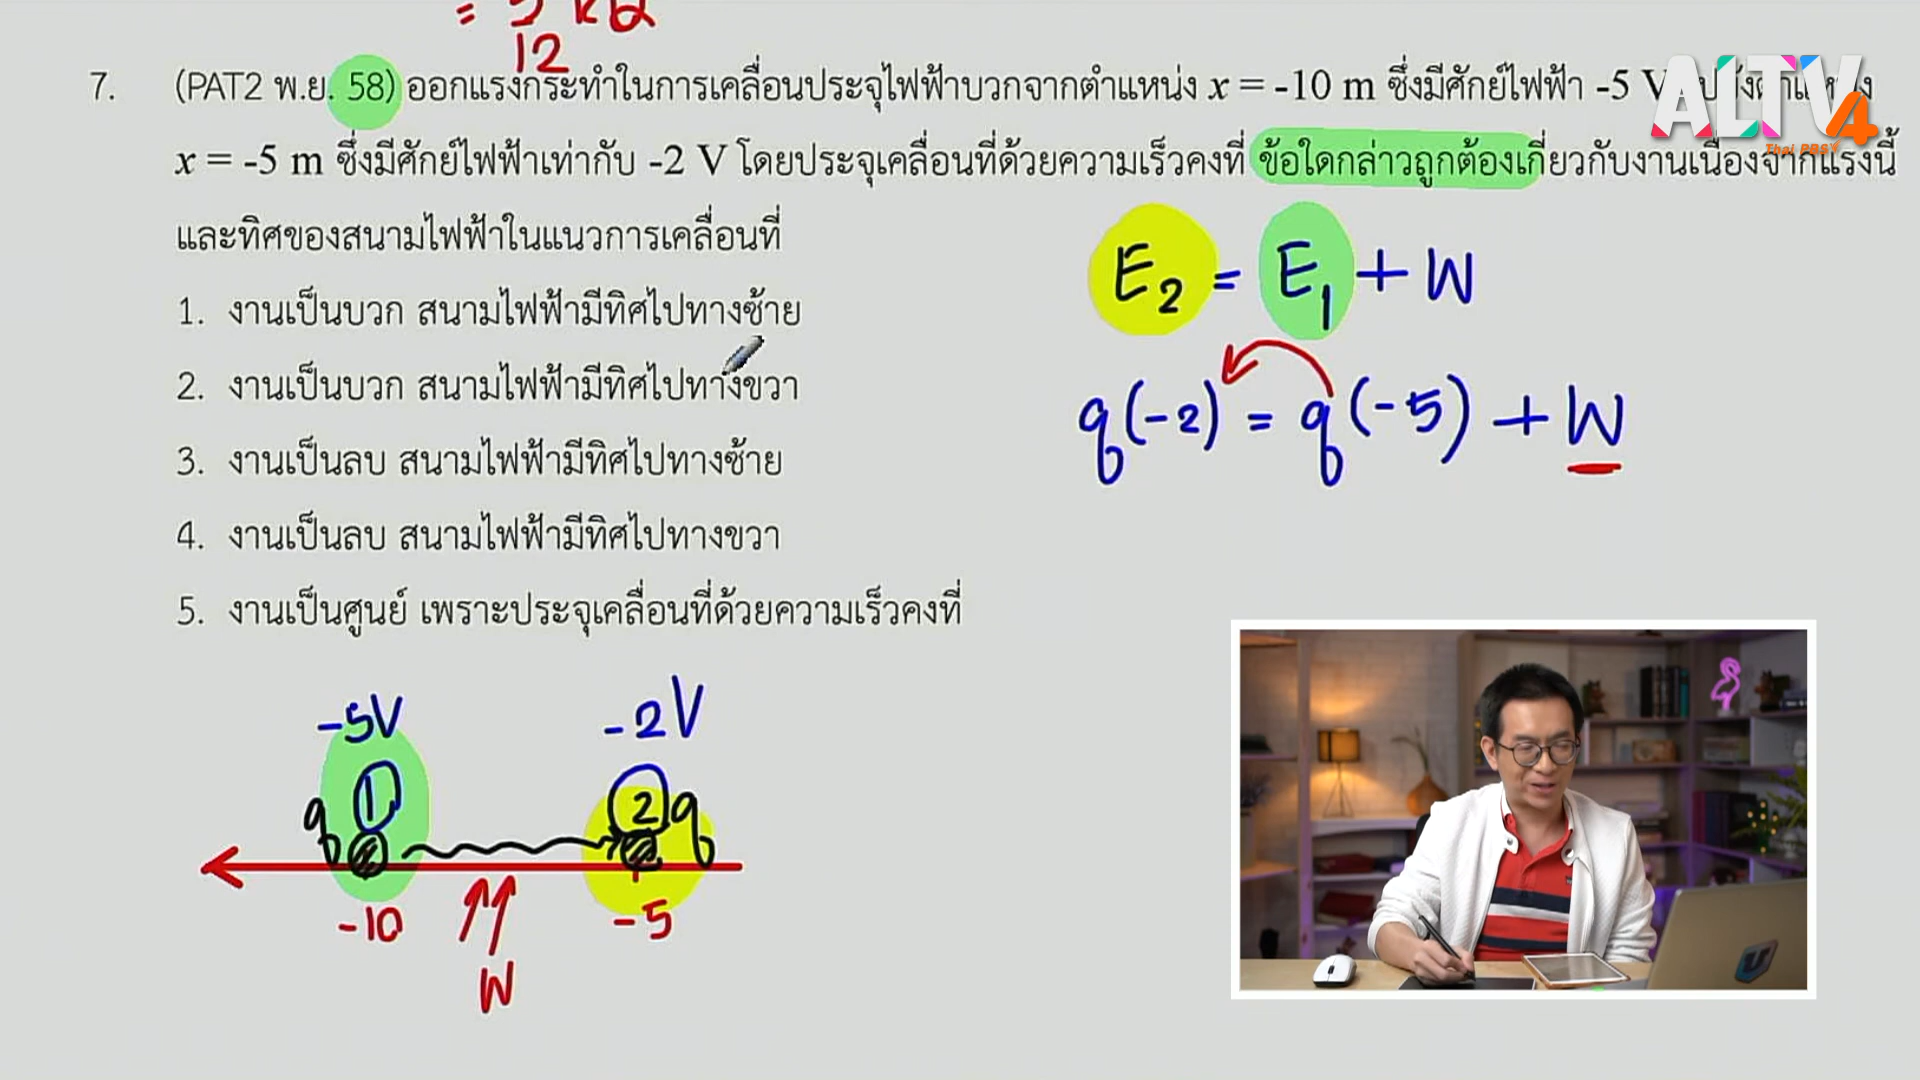 = 5 kQ
12
7. (PAT2 พ.ย. 58) ออกแรงกระทำในการเคลื่อนประจุไฟฟ้าบวกจากตำแหน่ง x = -10 m ซึ่งมีศักย์ไฟฟ้า -5 V
ALTV 4
Thai PBS
x = -5 m ซึ่งมีศักย์ไฟฟ้าเท่ากับ -2 V โดยประจุเคลื่อนที่ด้วยความเร็วคงที่ ข้อใดกล่าวถูกต้องเกี่ยวกับงานเนื่องจากแรงนี้
และทิศของสนามไฟฟ้าในแนวการเคลื่อนที่
E₂ = E₁ + W
1. งานเป็นบวก สนามไฟฟ้ามีทิศไปทางซ้าย
2. งานเป็นบวก สนามไฟฟ้ามีทิศไปทางขวา
q(-2) = q(-5) + W
3. งานเป็นลบ สนามไฟฟ้ามีทิศไปทางซ้าย
4. งานเป็นลบ สนามไฟฟ้ามีทิศไปทางขวา
5. งานเป็นศูนย์ เพราะประจุเคลื่อนที่ด้วยความเร็วคงที่
-5V -2V
q 1 2 q
-10 -5
W